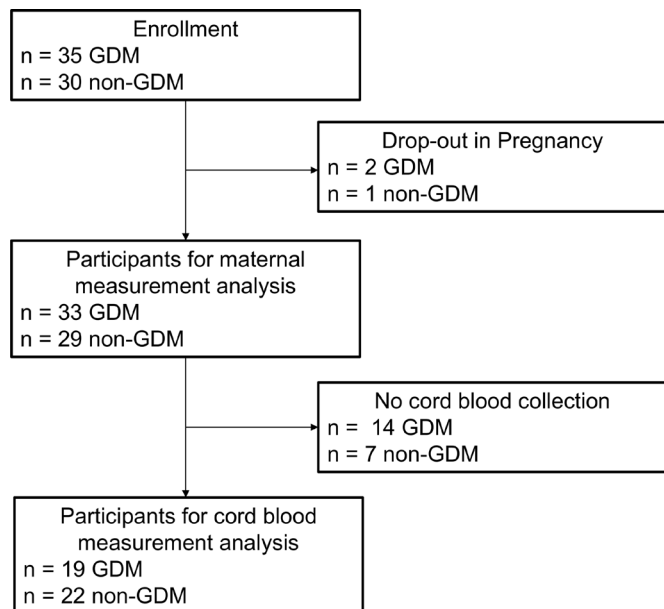 Enrollment
n = 35 GDM
n = 30 non-GDM
Drop-out in Pregnancy
n = 2 GDM
n = 1 non-GDM
Participants for maternal
measurement analysis
n = 33 GDM
n = 29 non-GDM
No cord blood collection
n =  14 GDM
n = 7 non-GDM
Participants for cord blood
measurement analysis
n = 19 GDM
n = 22 non-GDM